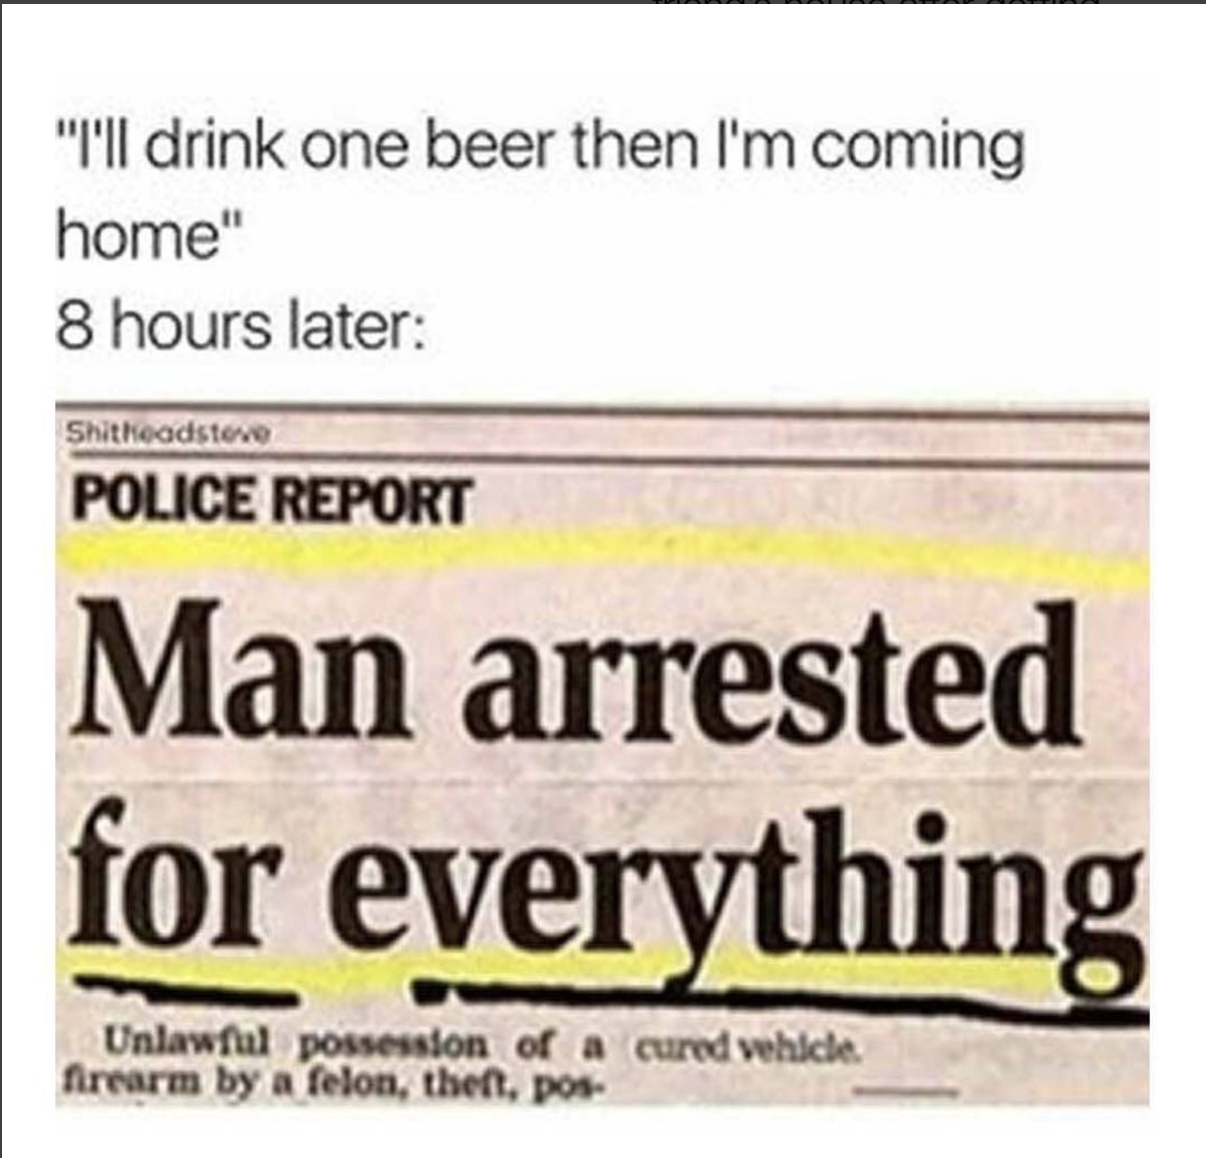 "I'll drink one beer then I'm coming
home"
8 hours later:
Shitheadsteve
POLICE REPORT
Man arrested
for everything
Unlawful possession of a cured vehicle.
firearm by a felon, theft, pos-